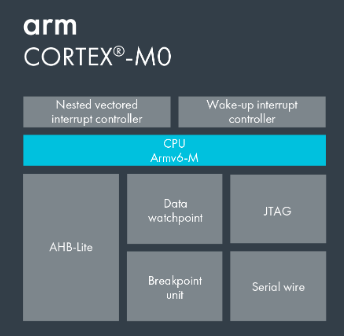 arm
CORTEX®-M0
Nested vectored
interrupt controller
Wake-up interrupt
controller
CPU
Armv6-M
AHB-Lite
Data
watchpoint
JTAG
Breakpoint
unit
Serial wire